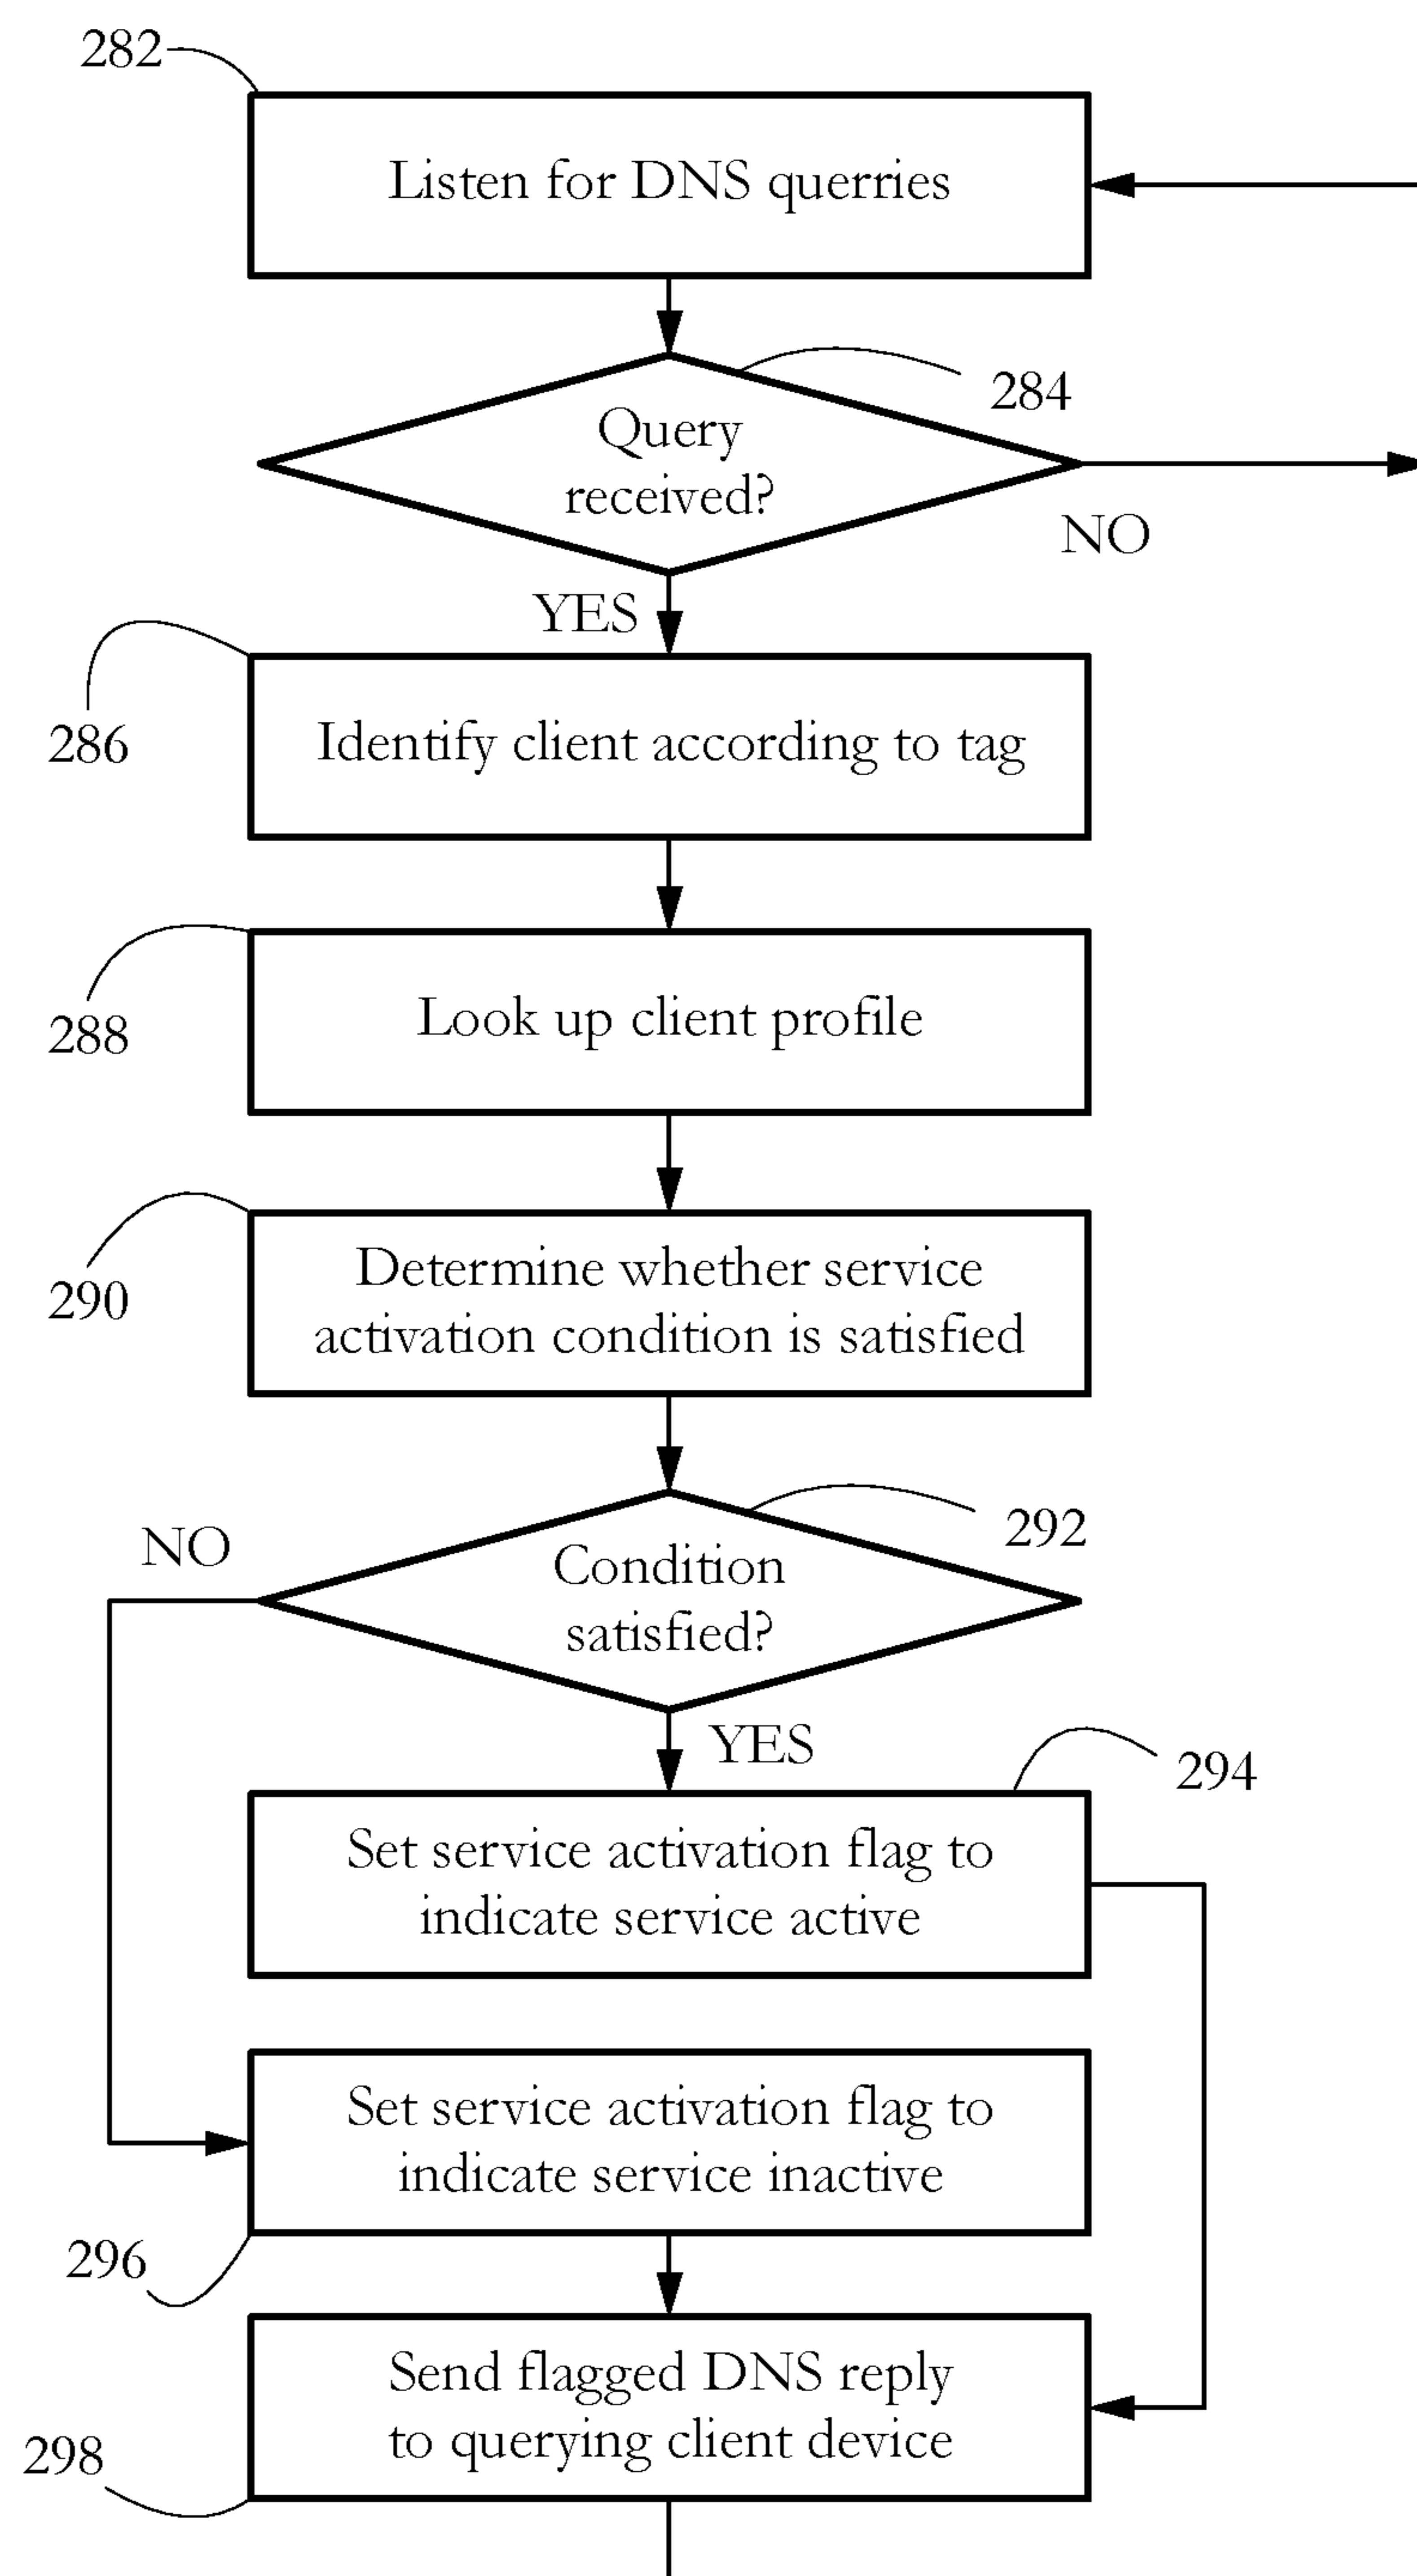 282
Listen for DNS querries
284
Query
received?
NO
YES
286
Identify client according to tag
288
Look up client profile
290
Determine whether service
activation condition is satisfied
292
NO
Condition
satisfied?
YES
294
Set service activation flag to
indicate service active
Set service activation flag to
indicate service inactive
296
Send flagged DNS reply
to querying client device
298